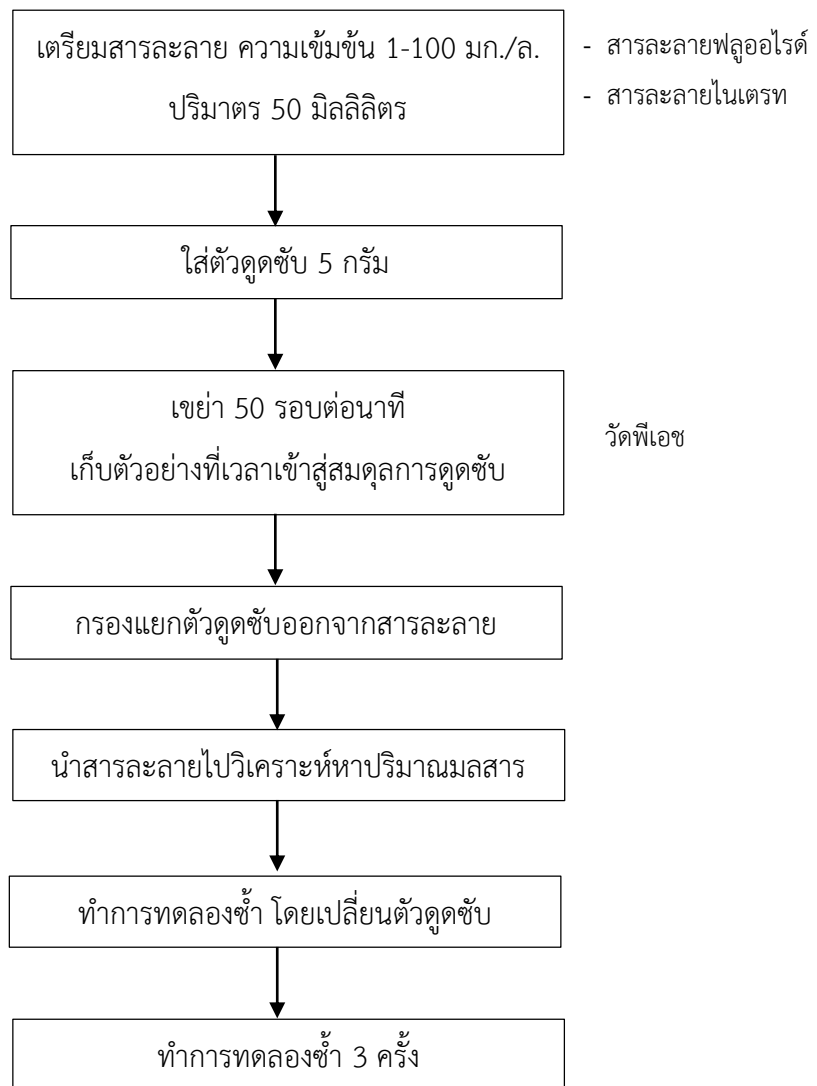 เตรียมสารละลาย ความเข้มข้น 1-100 มก./ล.
ปริมาตร 50 มิลลิลิตร
- สารละลายฟลูออไรด์
- สารละลายไนเตรท
ใส่ตัวดูดซับ 5 กรัม
เขย่า 50 รอบต่อนาที
เก็บตัวอย่างที่เวลาเข้าสู่สมดุลการดูดซับ
วัดพีเอช
กรองแยกตัวดูดซับออกจากสารละลาย
นำสารละลายไปวิเคราะห์หาปริมาณมลสาร
ทำการทดลองซ้ำ โดยเปลี่ยนตัวดูดซับ
ทำการทดลองซ้ำ 3 ครั้ง